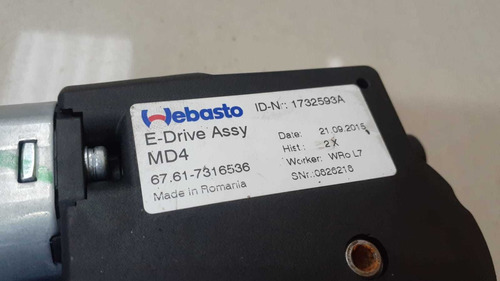 Webasto
ID-Nr: 1732593A
E-Drive Assy
MD4
67.61-7316536
Made in Romania
Date: 21.09.2015
Hist: 2X
Worker: WRo L7
SNr.:0826216